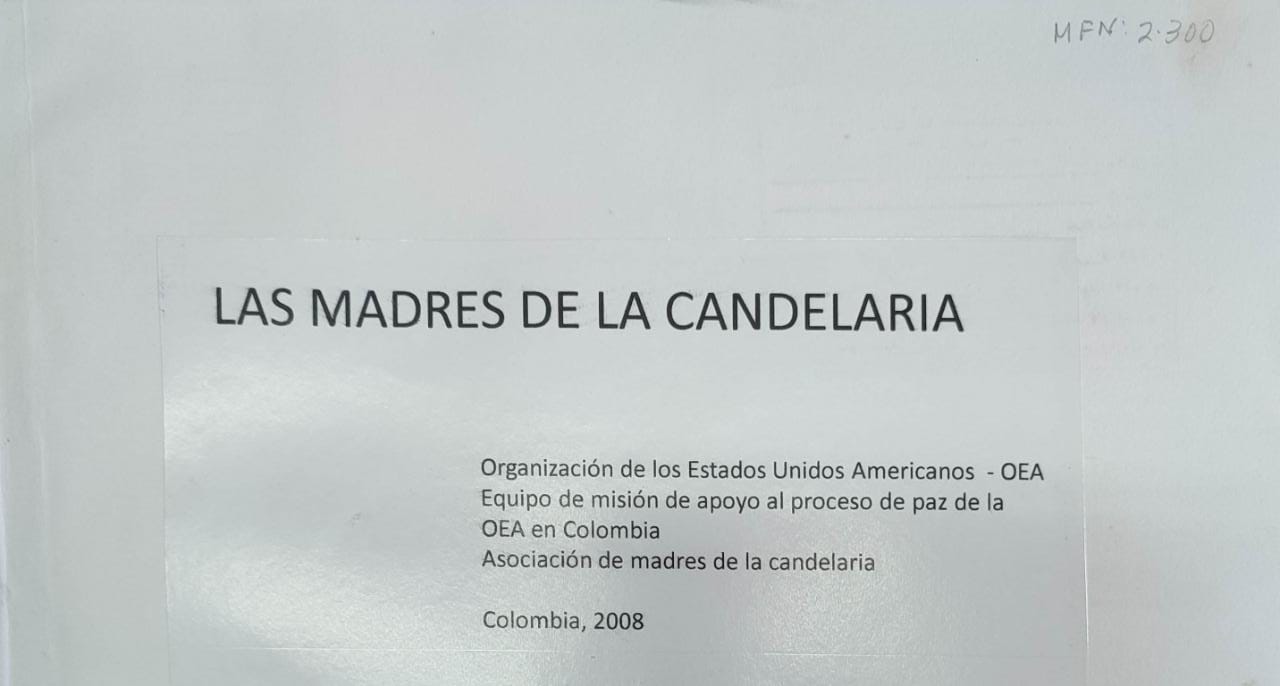 MFN: 2.300
LAS MADRES DE LA CANDELARIA
Organización de los Estados Unidos Americanos - OEA
Equipo de misión de apoyo al proceso de paz de la
OEA en Colombia
Asociación de madres de la candelaria
Colombia, 2008